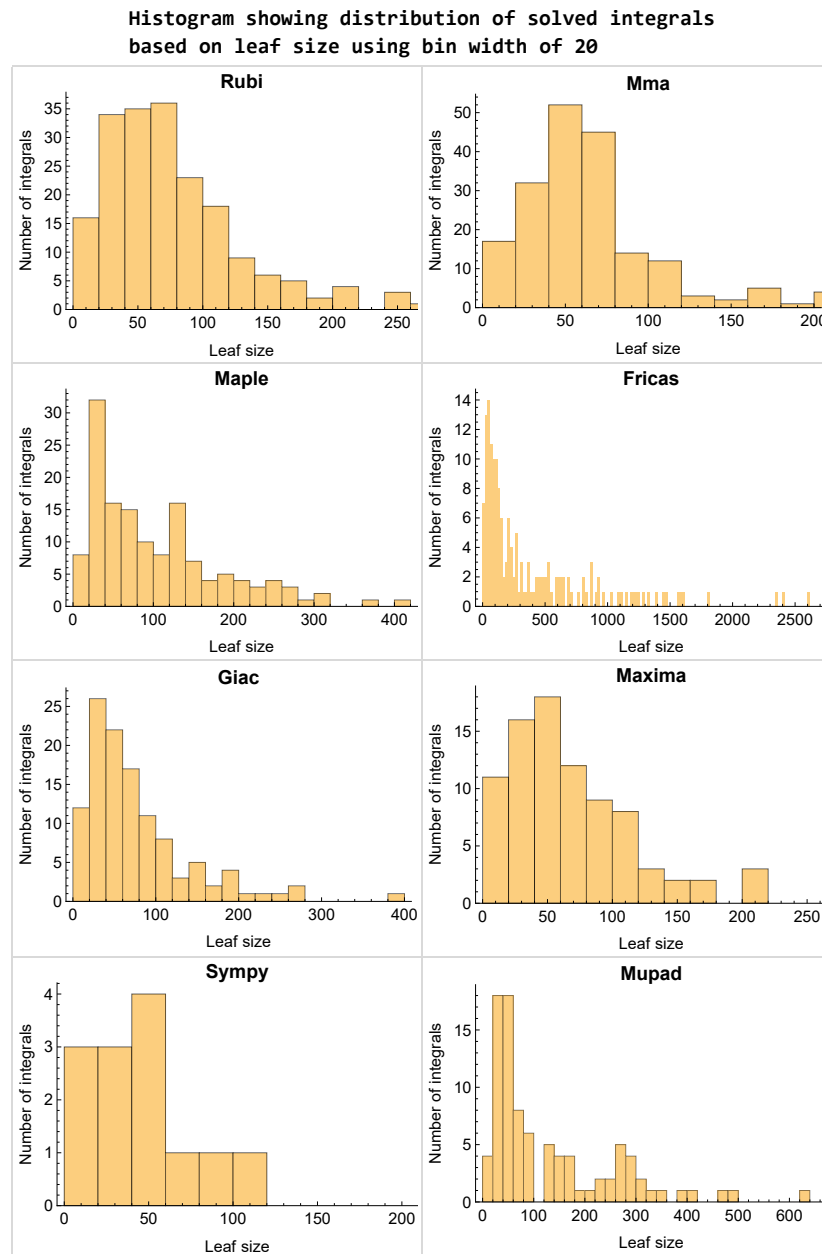 Histogram showing distribution of solved integrals
based on leaf size using bin width of 20
Rubi
Number of integrals
35
30
25
20
15
10
5
0
0 50 100 150 200 250
Leaf size
Mma
Number of integrals
50
40
30
20
10
0
0 50 100 150 200
Leaf size
Maple
Number of integrals
30
25
20
15
10
5
0
0 100 200 300 400
Leaf size
Fricas
Number of integrals
14
12
10
8
6
4
2
0
0 500 1000 1500 2000 2500
Leaf size
Giac
Number of integrals
25
20
15
10
5
0
0 100 200 300 400
Leaf size
Maxima
Number of integrals
15
10
5
0
0 50 100 150 200 250
Leaf size
Sympy
Number of integrals
4
3
2
1
0
0 50 100 150 200
Leaf size
Mupad
Number of integrals
15
10
5
0
0 100 200 300 400 500 600
Leaf size